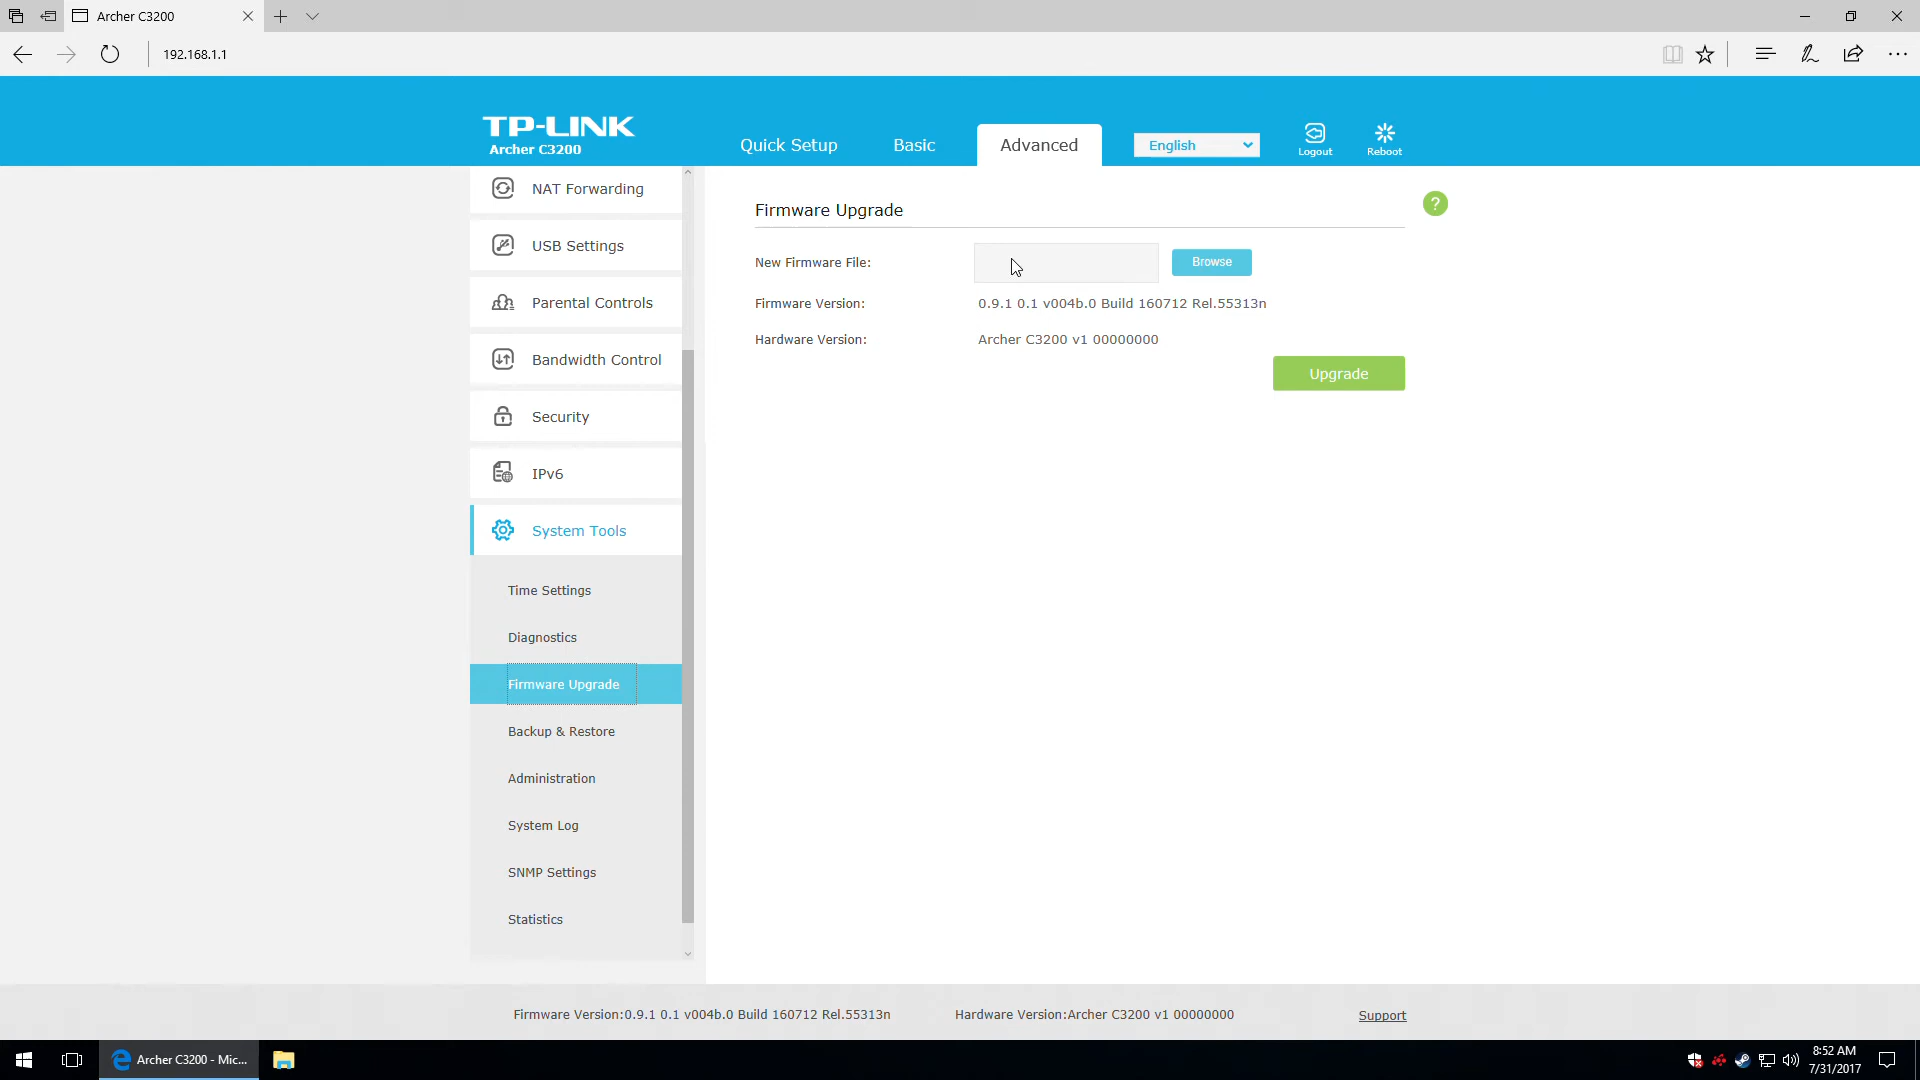 Archer C3200
192.168.1.1
TP-LINK
Archer C3200
Quick Setup
Basic
Advanced
English
Logout
Reboot
NAT Forwarding
USB Settings
Parental Controls
Bandwidth Control
Security
IPv6
System Tools
Time Settings
Diagnostics
Firmware Upgrade
Backup & Restore
Administration
System Log
SNMP Settings
Statistics
Firmware Upgrade
?
New Firmware File:
Browse
Firmware Version:
0.9.1 0.1 v004b.0 Build 160712 Rel.55313n
Hardware Version:
Archer C3200 v1 00000000
Upgrade
Firmware Version:0.9.1 0.1 v004b.0 Build 160712 Rel.55313n
Hardware Version:Archer C3200 v1 00000000
Support
Archer C3200 - Mic...
8:52 AM
7/31/2017